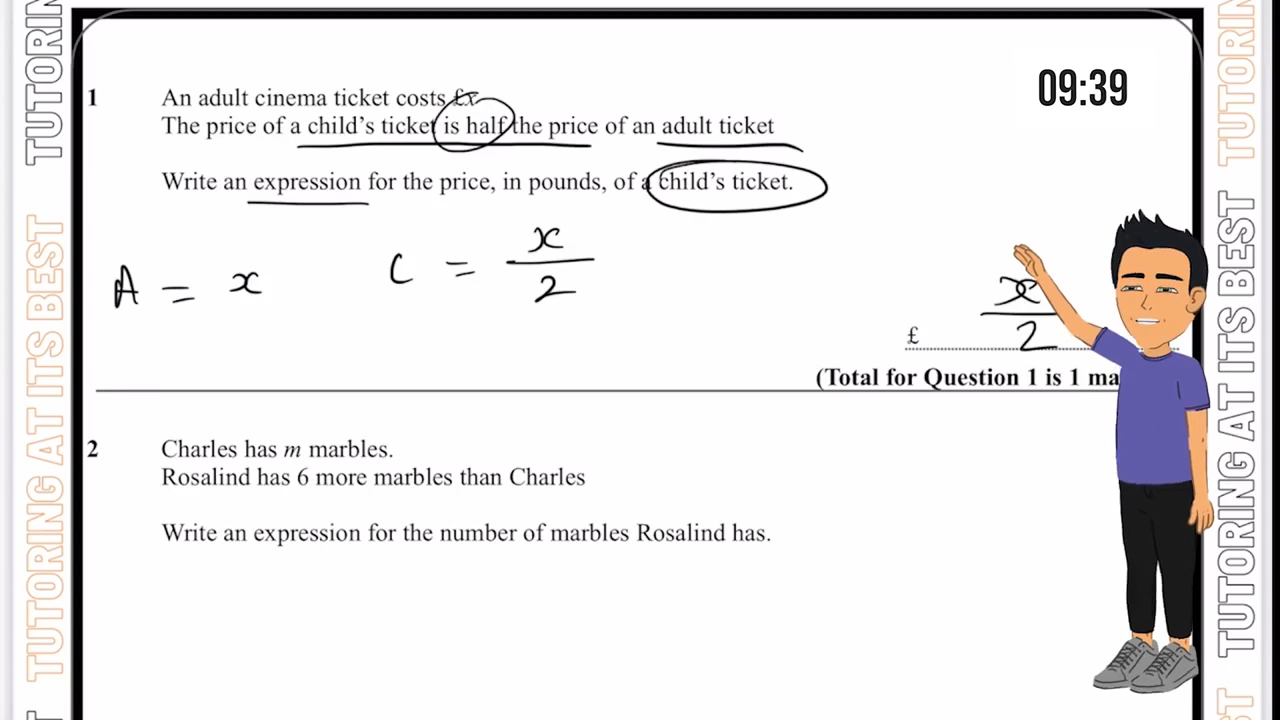 TUTORING AT ITS BEST
TUTORIN
09:39
1 An adult cinema ticket costs £x
The price of a child's ticket is half the price of an adult ticket
Write an expression for the price, in pounds, of a child's ticket.
A = x
C = x/2
£ x/2
(Total for Question 1 is 1 ma
2 Charles has m marbles.
Rosalind has 6 more marbles than Charles
Write an expression for the number of marbles Rosalind has.
TUTORIN
TUTORING AT ITS BEST